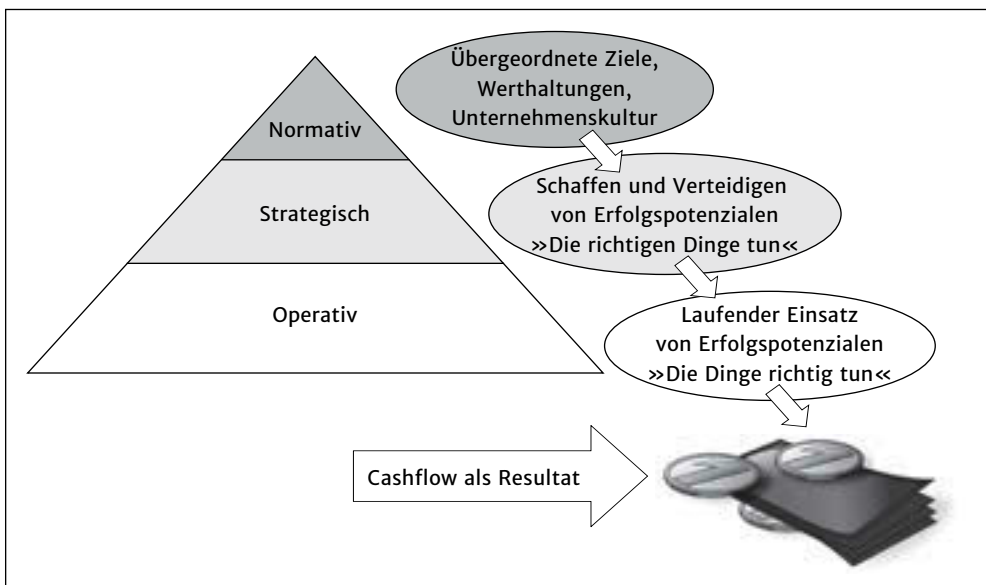 Normativ
Strategisch
Operativ
Übergeordnete Ziele,
Werthaltungen,
Unternehmenskultur
Schaffen und Verteidigen
von Erfolgspotenzialen
»Die richtigen Dinge tun«
Laufender Einsatz
von Erfolgspotenzialen
»Die Dinge richtig tun«
Cashflow als Resultat